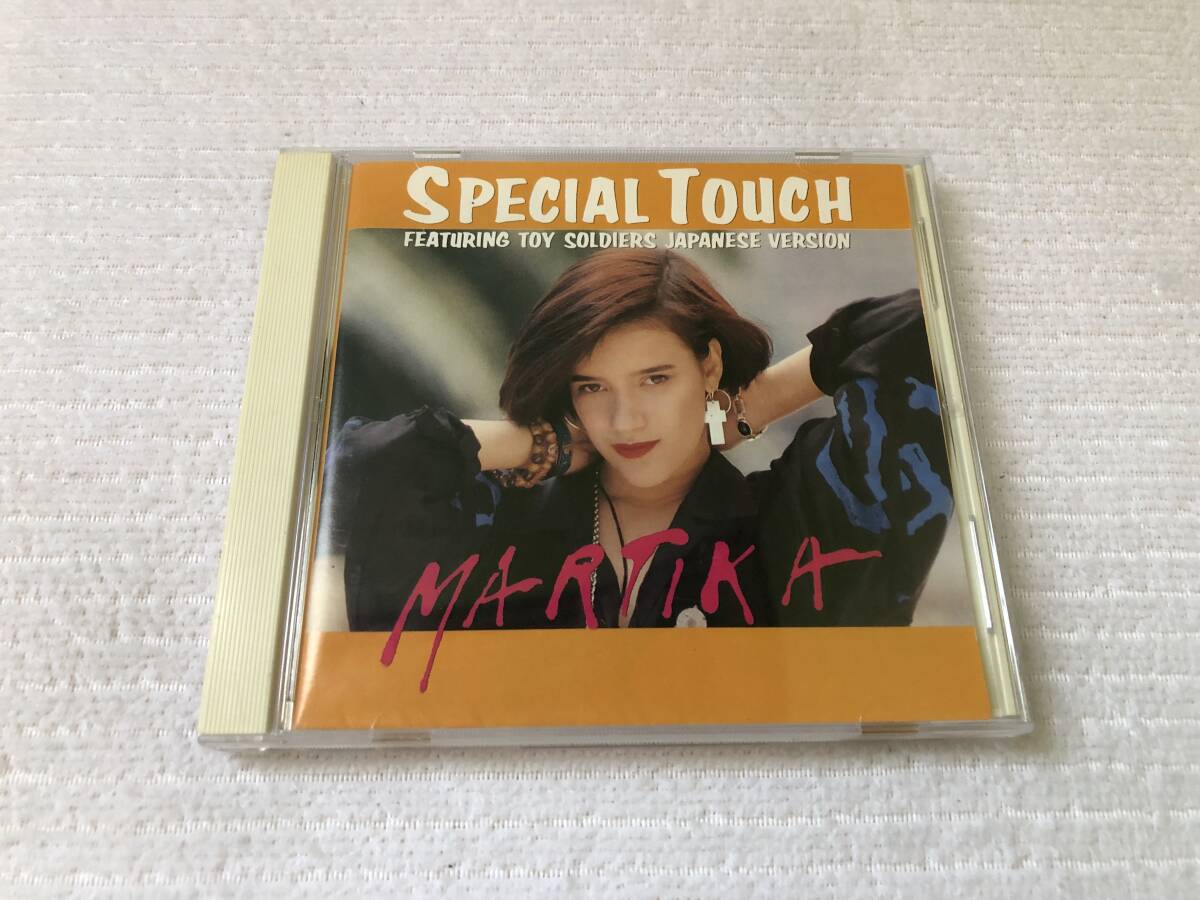 SPECIAL TOUCH
FEATURING TOY SOLDIERS JAPANESE VERSION
MARTIKA